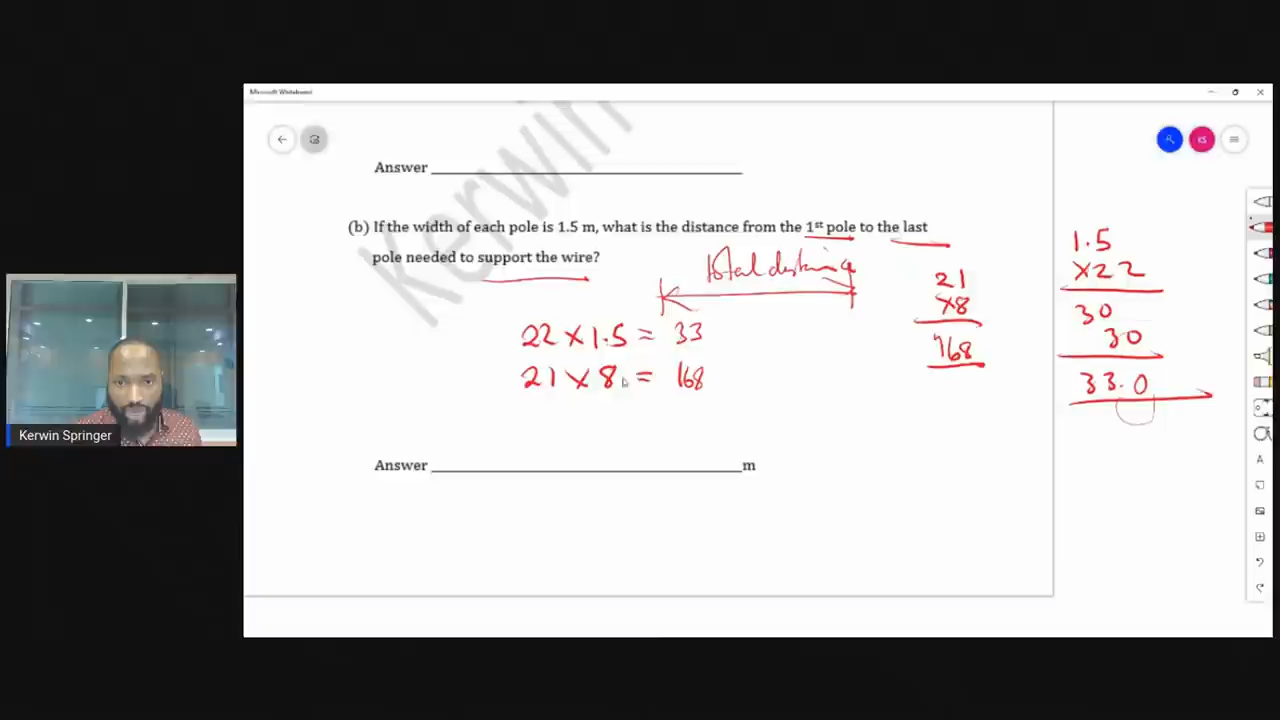 Microsoft Whiteboard
Kerwin
KS
Answer
(b) If the width of each pole is 1.5 m, what is the distance from the 1st pole to the last
pole needed to support the wire?
total distance
22 × 1.5 = 33
21 × 8 = 168
21
×8
168
1.5
×22
30
30
33.0
Answer m
Kerwin Springer